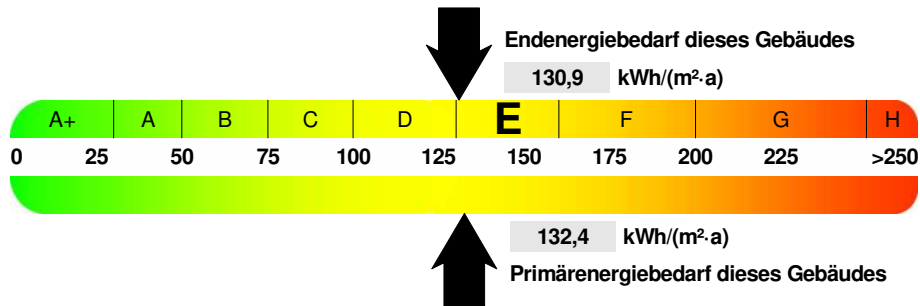 Endenergiebedarf dieses Gebäudes
130,9 kWh/(m²·a)
A+ A B C D E F G H
0 25 50 75 100 125 150 175 200 225 >250
132,4 kWh/(m²·a)
Primärenergiebedarf dieses Gebäudes